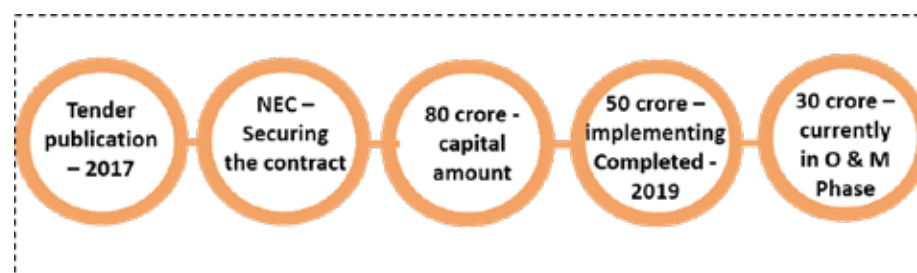 Tender
publication
– 2017
NEC –
Securing
the contract
80 crore -
capital
amount
50 crore –
implementing
Completed -
2019
30 crore –
currently
in O & M
Phase